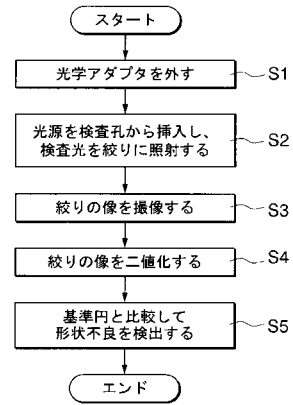 スタート
光学アダプタを外す
S1
光源を検査孔から挿入し、
検査光を絞りに照射する
S2
絞りの像を撮像する
S3
絞りの像を二値化する
S4
基準円と比較して
形状不良を検出する
S5
エンド